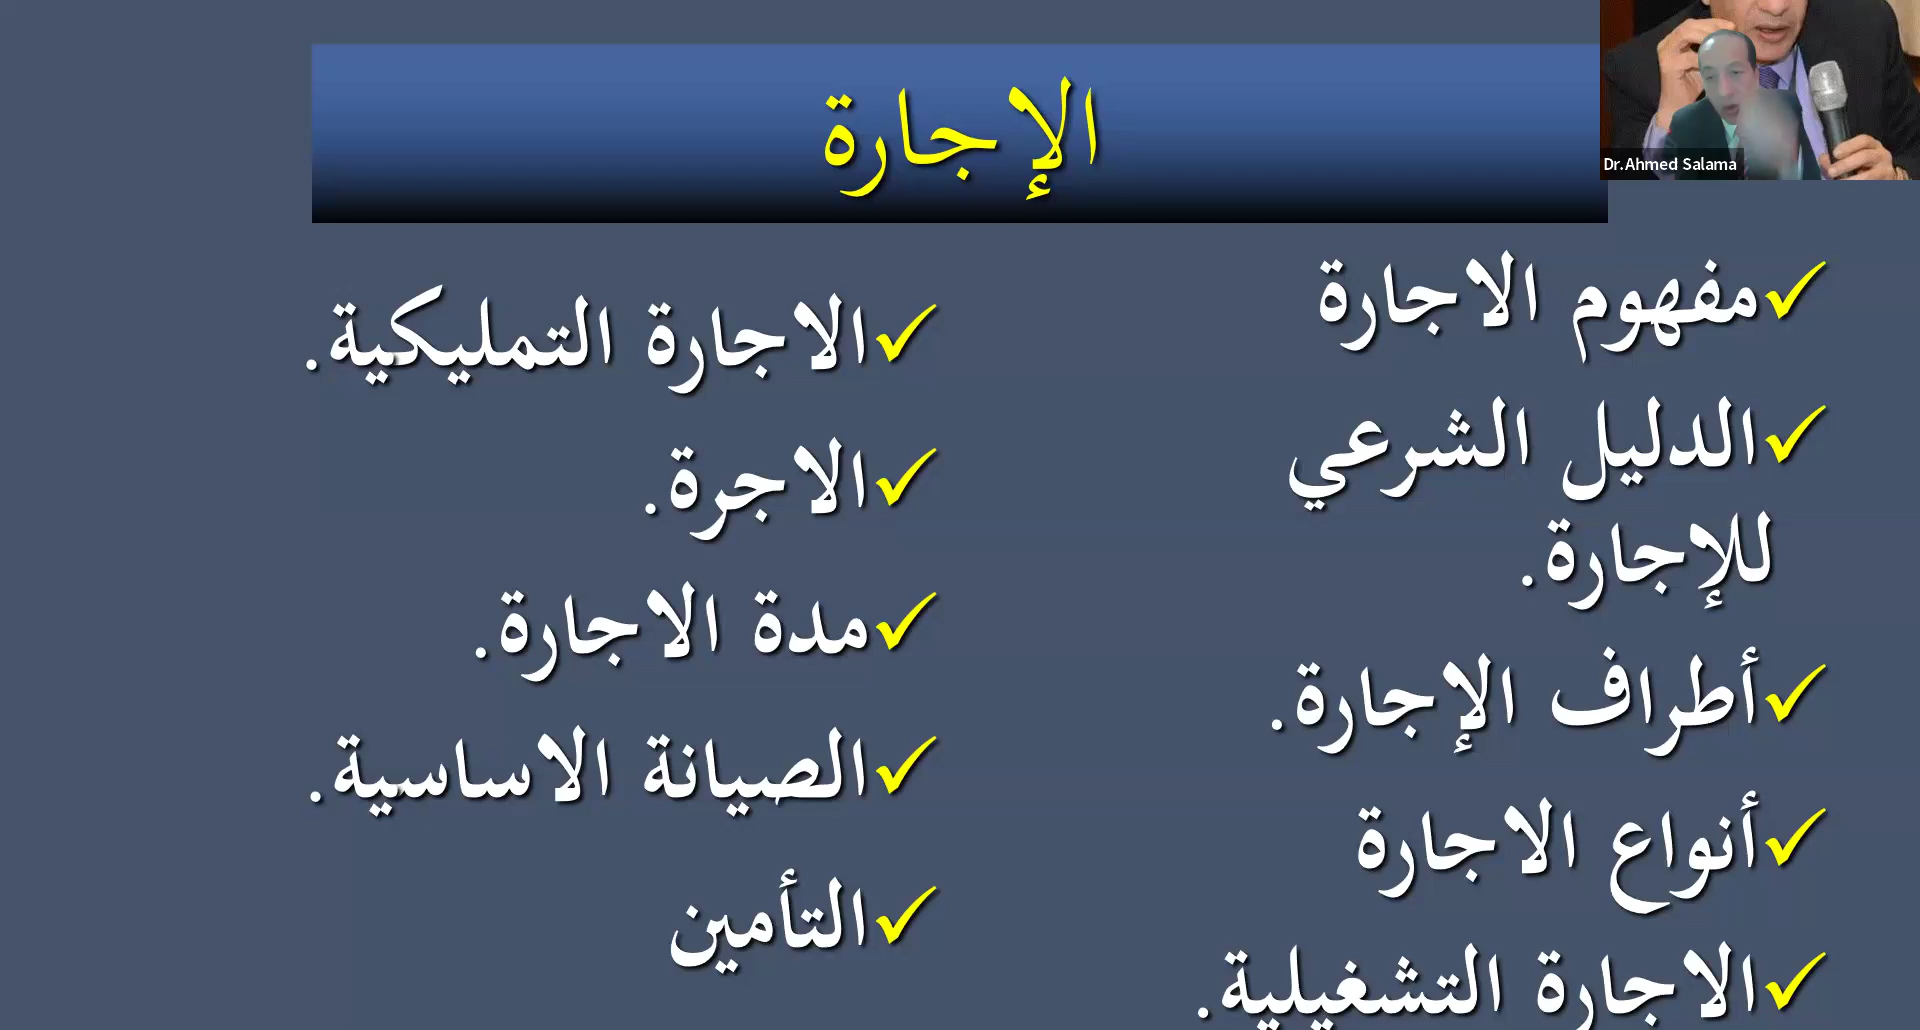 الإجارة
Dr.Ahmed Salama
مفهوم الاجارة
الدليل الشرعي
للإجارة.
أطراف الإجارة.
أنواع الاجارة
الاجارة التشغيلية.
الاجارة التمليكية.
الاجرة.
مدة الاجارة.
الصيانة الاساسية.
التأمين